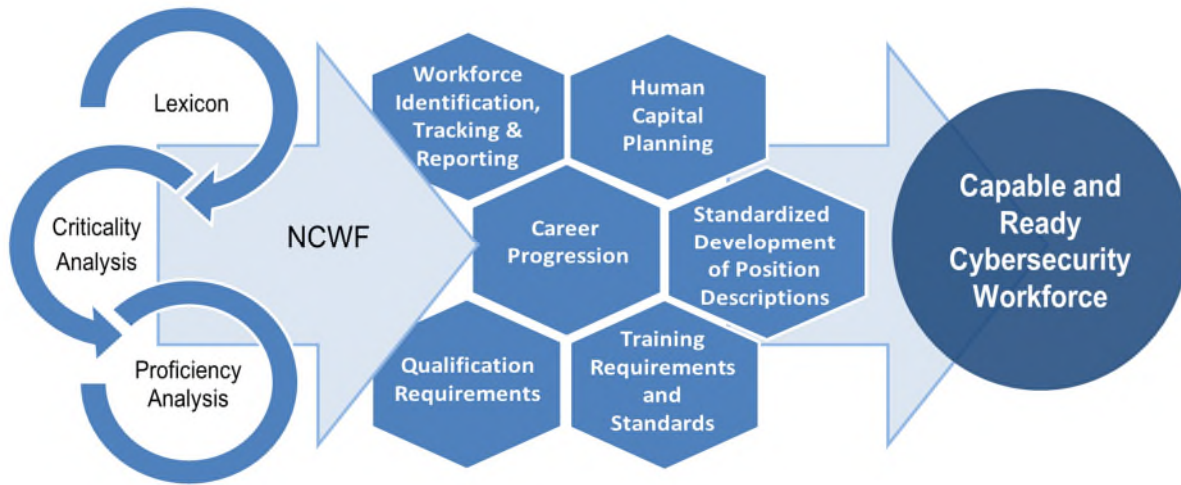 Lexicon
Criticality
Analysis
Proficiency
Analysis
NCWF
Workforce
Identification,
Tracking &
Reporting
Human
Capital
Planning
Career
Progression
Standardized
Development
of Position
Descriptions
Qualification
Requirements
Training
Requirements
and
Standards
Capable and
Ready
Cybersecurity
Workforce